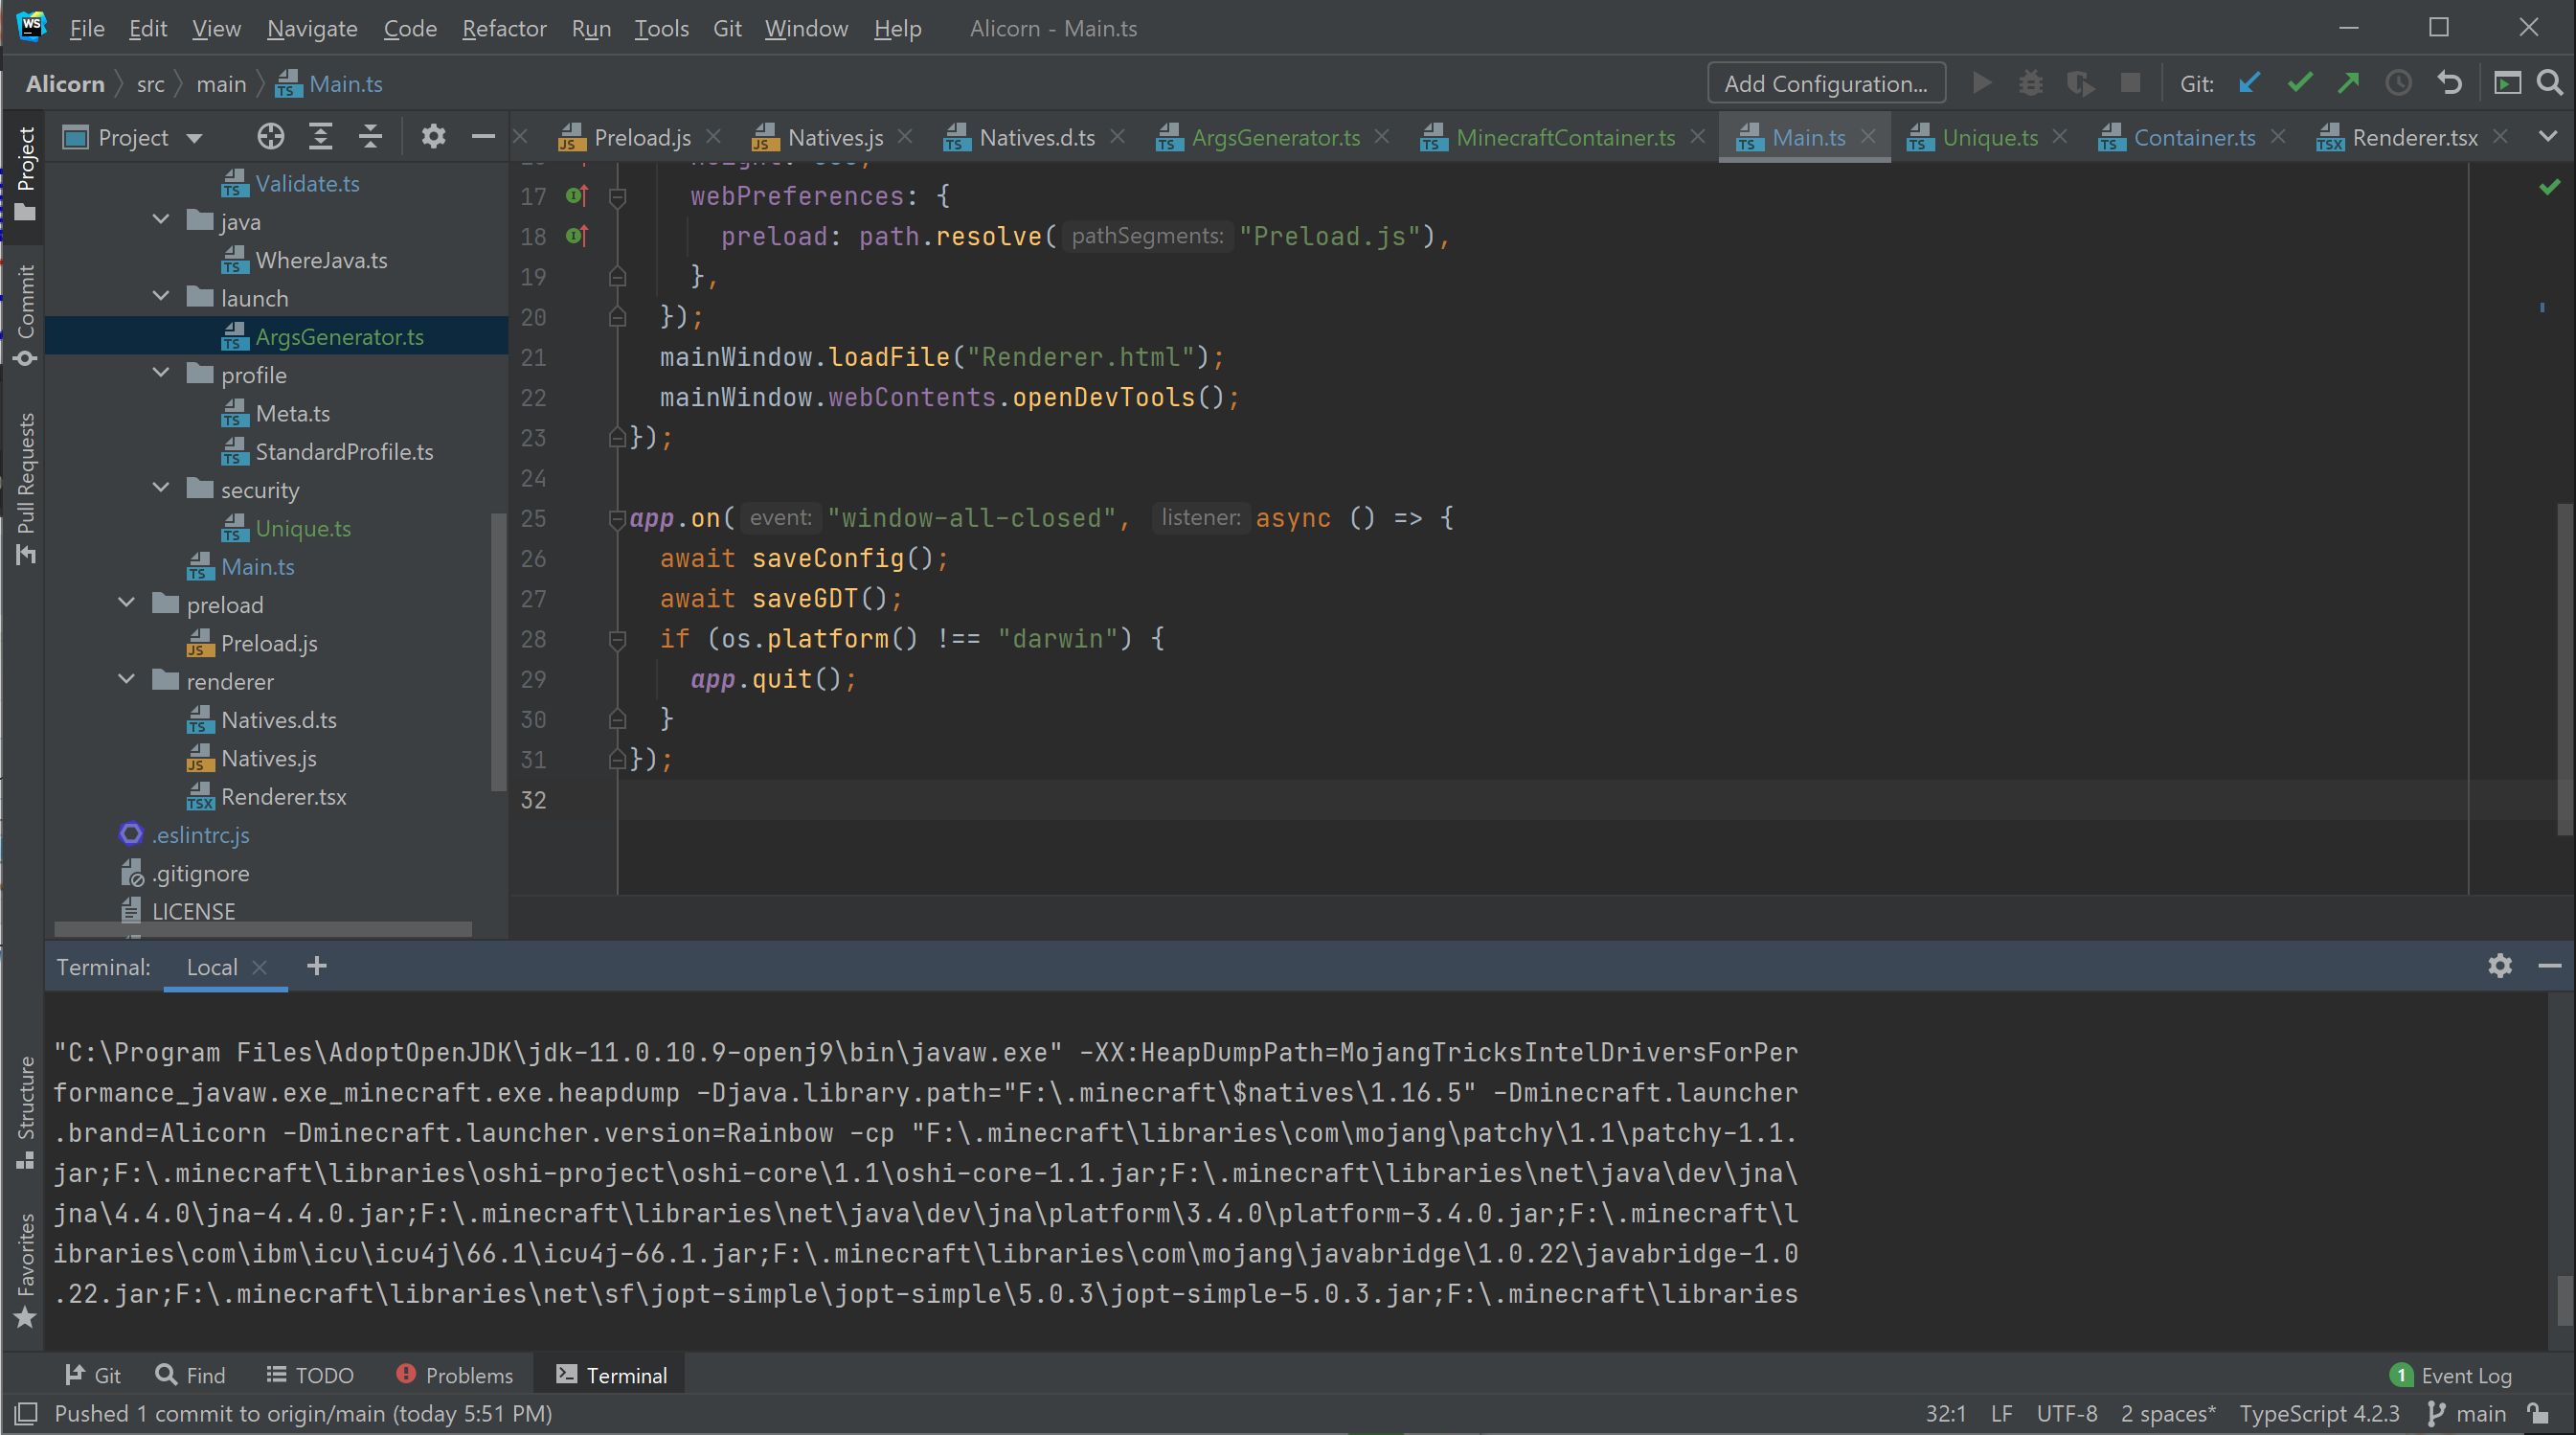 WS File Edit View Navigate Code Refactor Run Tools Git Window Help Alicorn - Main.ts
Alicorn src main Main.ts Add Configuration... Git:
Project Preload.js Natives.js Natives.d.ts ArgsGenerator.ts MinecraftContainer.ts Main.ts Unique.ts Container.ts Renderer.tsx
Project
Commit
Pull Requests
Structure
Favorites
Validate.ts
java
WhereJava.ts
launch
ArgsGenerator.ts
profile
Meta.ts
StandardProfile.ts
security
Unique.ts
Main.ts
preload
Preload.js
renderer
Natives.d.ts
Natives.js
Renderer.tsx
.eslintrc.js
.gitignore
LICENSE
17 webPreferences: {
18 preload: path.resolve( pathSegments: "Preload.js"),
19 },
20 });
21 mainWindow.loadFile("Renderer.html");
22 mainWindow.webContents.openDevTools();
23 });
24
25 app.on( event: "window-all-closed", listener: async () => {
26 await saveConfig();
27 await saveGDT();
28 if (os.platform() !== "darwin") {
29 app.quit();
30 }
31 });
32
Terminal: Local
"C:\Program Files\AdoptOpenJDK\jdk-11.0.10.9-openj9\bin\javaw.exe" -XX:HeapDumpPath=MojangTricksIntelDriversForPer
formance_javaw.exe_minecraft.exe.heapdump -Djava.library.path="F:\.minecraft\$natives\1.16.5" -Dminecraft.launcher
.brand=Alicorn -Dminecraft.launcher.version=Rainbow -cp "F:\.minecraft\libraries\com\mojang\patchy\1.1\patchy-1.1.
jar;F:\.minecraft\libraries\oshi-project\oshi-core\1.1\oshi-core-1.1.jar;F:\.minecraft\libraries\net\java\dev\jna\
jna\4.4.0\jna-4.4.0.jar;F:\.minecraft\libraries\net\java\dev\jna\platform\3.4.0\platform-3.4.0.jar;F:\.minecraft\l
ibraries\com\ibm\icu\icu4j\66.1\icu4j-66.1.jar;F:\.minecraft\libraries\com\mojang\javabridge\1.0.22\javabridge-1.0
.22.jar;F:\.minecraft\libraries\net\sf\jopt-simple\jopt-simple\5.0.3\jopt-simple-5.0.3.jar;F:\.minecraft\libraries
Git Find TODO Problems Terminal 1 Event Log
Pushed 1 commit to origin/main (today 5:51 PM) 32:1 LF UTF-8 2 spaces* TypeScript 4.2.3 main